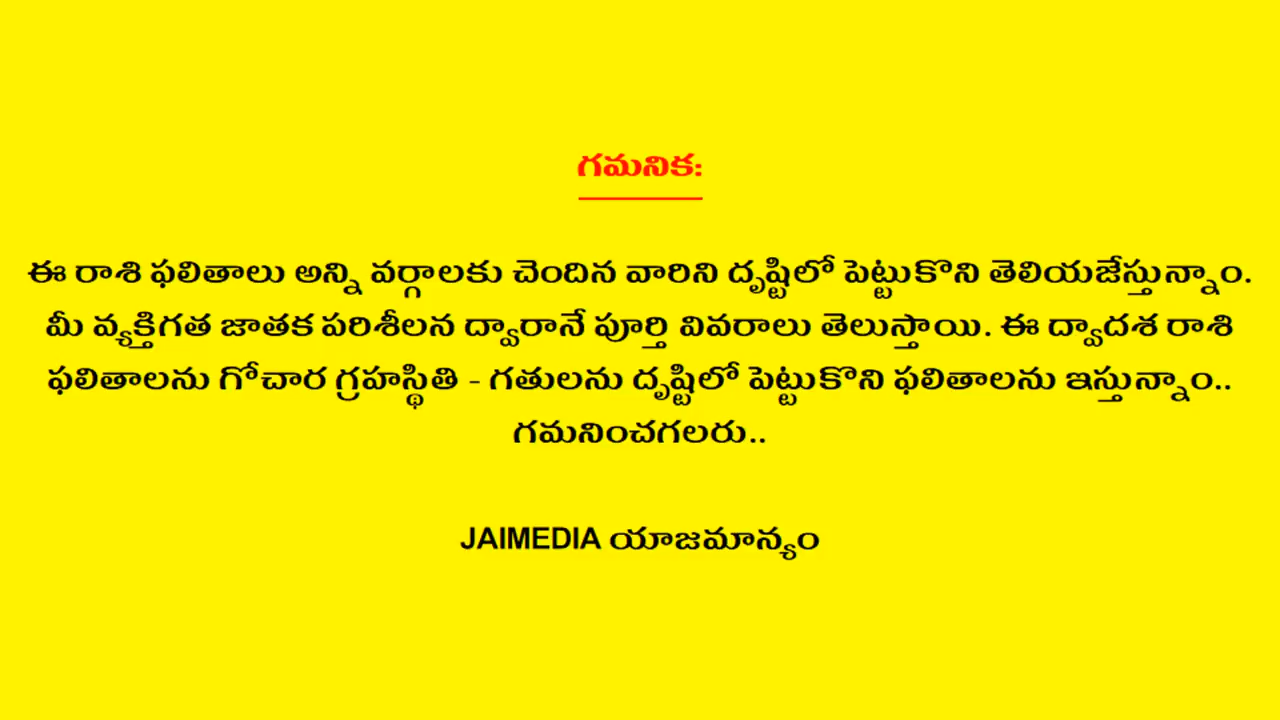 గమనిక:
ఈ రాశి ఫలితాలు అన్ని వర్గాలకు చెందిన వారిని దృష్టిలో పెట్టుకొని తెలియజేస్తున్నాం.
మీ వ్యక్తిగత జాతక పరిశీలన ద్వారానే పూర్తి వివరాలు తెలుస్తాయి. ఈ ద్వాదశ రాశి
ఫలితాలను గోచార గ్రహస్థితి - గతులను దృష్టిలో పెట్టుకొని ఫలితాలను ఇస్తున్నాం..
గమనించగలరు..
JAIMEDIA యాజమాన్యం